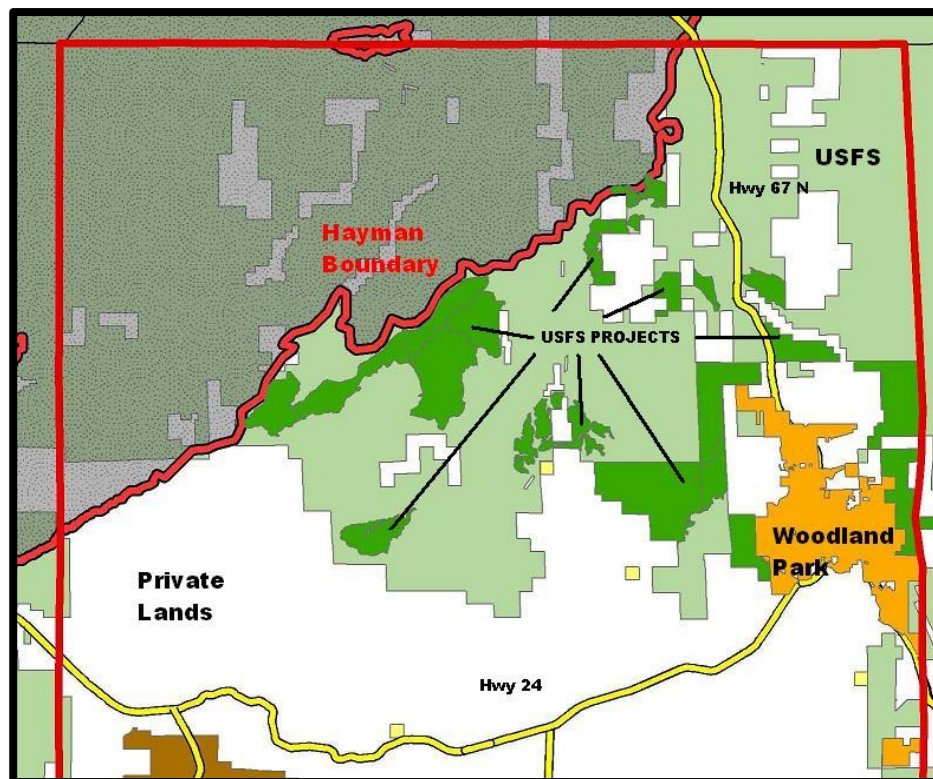 USFS
Hwy 67 N
Hayman
Boundary
USFS PROJECTS
Woodland
Park
Private
Lands
Hwy 24